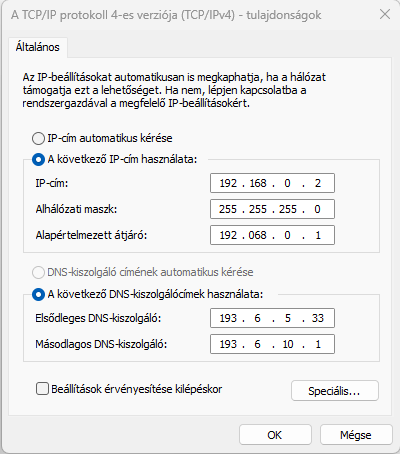 A TCP/IP protokoll 4-es verziója (TCP/IPv4) - tulajdonságok
Általános
Az IP-beállításokat automatikusan is megkaphatja, ha a hálózat
támogatja ezt a lehetőséget. Ha nem, lépjen kapcsolatba a
rendszergazdával a megfelelő IP-beállításokért.
IP-cím automatikus kérése
A következő IP-cím használata:
IP-cím: 192 . 168 . 0 . 2
Alhálózati maszk: 255 . 255 . 255 . 0
Alapértelmezett átjáró: 192 . 068 . 0 . 1
DNS-kiszolgáló címének automatikus kérése
A következő DNS-kiszolgálócímek használata:
Elsődleges DNS-kiszolgáló: 193 . 6 . 5 . 33
Másodlagos DNS-kiszolgáló: 193 . 6 . 10 . 1
Beállítások érvényesítése kilépéskor
Speciális...
OK Mégse